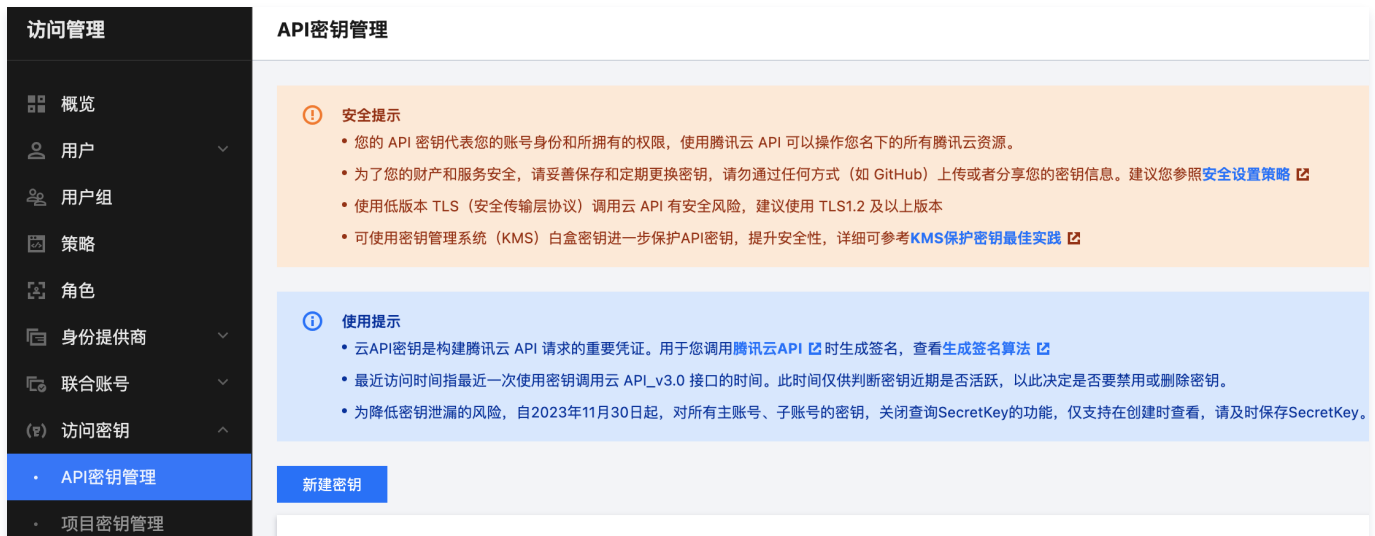 访问管理
概览
用户
用户组
策略
角色
身份提供商
联合账号
访问密钥
API密钥管理
项目密钥管理
API密钥管理
安全提示
• 您的 API 密钥代表您的账号身份和所拥有的权限，使用腾讯云 API 可以操作您名下的所有腾讯云资源。
• 为了您的财产和服务安全，请妥善保存和定期更换密钥，请勿通过任何方式（如 GitHub）上传或者分享您的密钥信息。建议您参照安全设置策略
• 使用低版本 TLS（安全传输层协议）调用云 API 有安全风险，建议使用 TLS1.2 及以上版本
• 可使用密钥管理系统（KMS）白盒密钥进一步保护API密钥，提升安全性，详细可参考KMS保护密钥最佳实践
使用提示
• 云API密钥是构建腾讯云 API 请求的重要凭证。用于您调用腾讯云API 时生成签名，查看生成签名算法
• 最近访问时间指最近一次使用密钥调用云 API_v3.0 接口的时间。此时间仅供判断密钥近期是否活跃，以此决定是否要禁用或删除密钥。
• 为降低密钥泄漏的风险，自2023年11月30日起，对所有主账号、子账号的密钥，关闭查询SecretKey的功能，仅支持在创建时查看，请及时保存SecretKey。
新建密钥